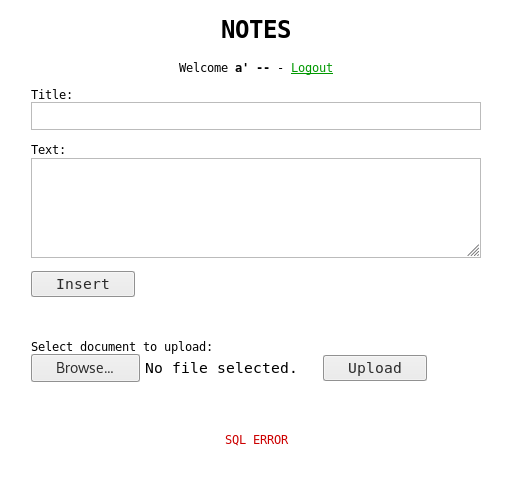 NOTES
Welcome a' -- - Logout
Title:
Text:
Insert
Select document to upload:
Browse... No file selected. Upload
SQL ERROR